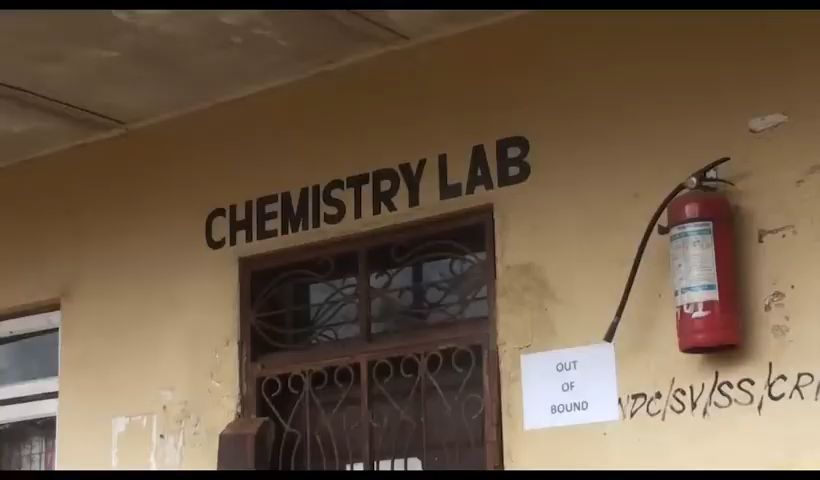 CHEMISTRY LAB
OUT
OF
BOUND
NDC/SV/SS/CR